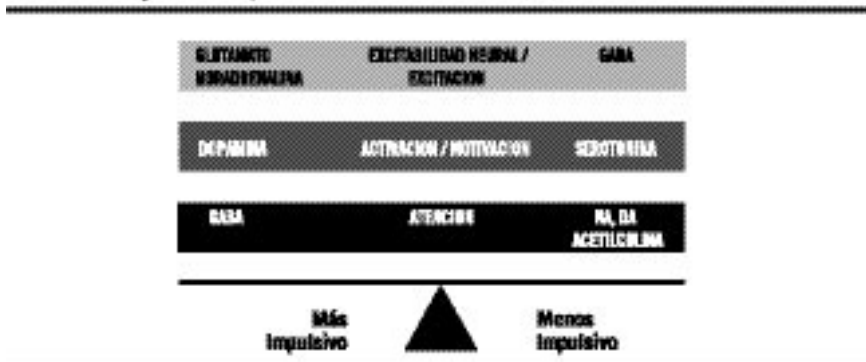 GLUTAMATO EXCITABILIDAD NEURAL / GABA
NORADRENALINA EXCITACION
DOPAMINA ACTIVACION / MOTIVACION SEROTONINA
GABA ATENCION NA, DA
ACETILCOLINA
Más Menos
Impulsivo Impulsivo